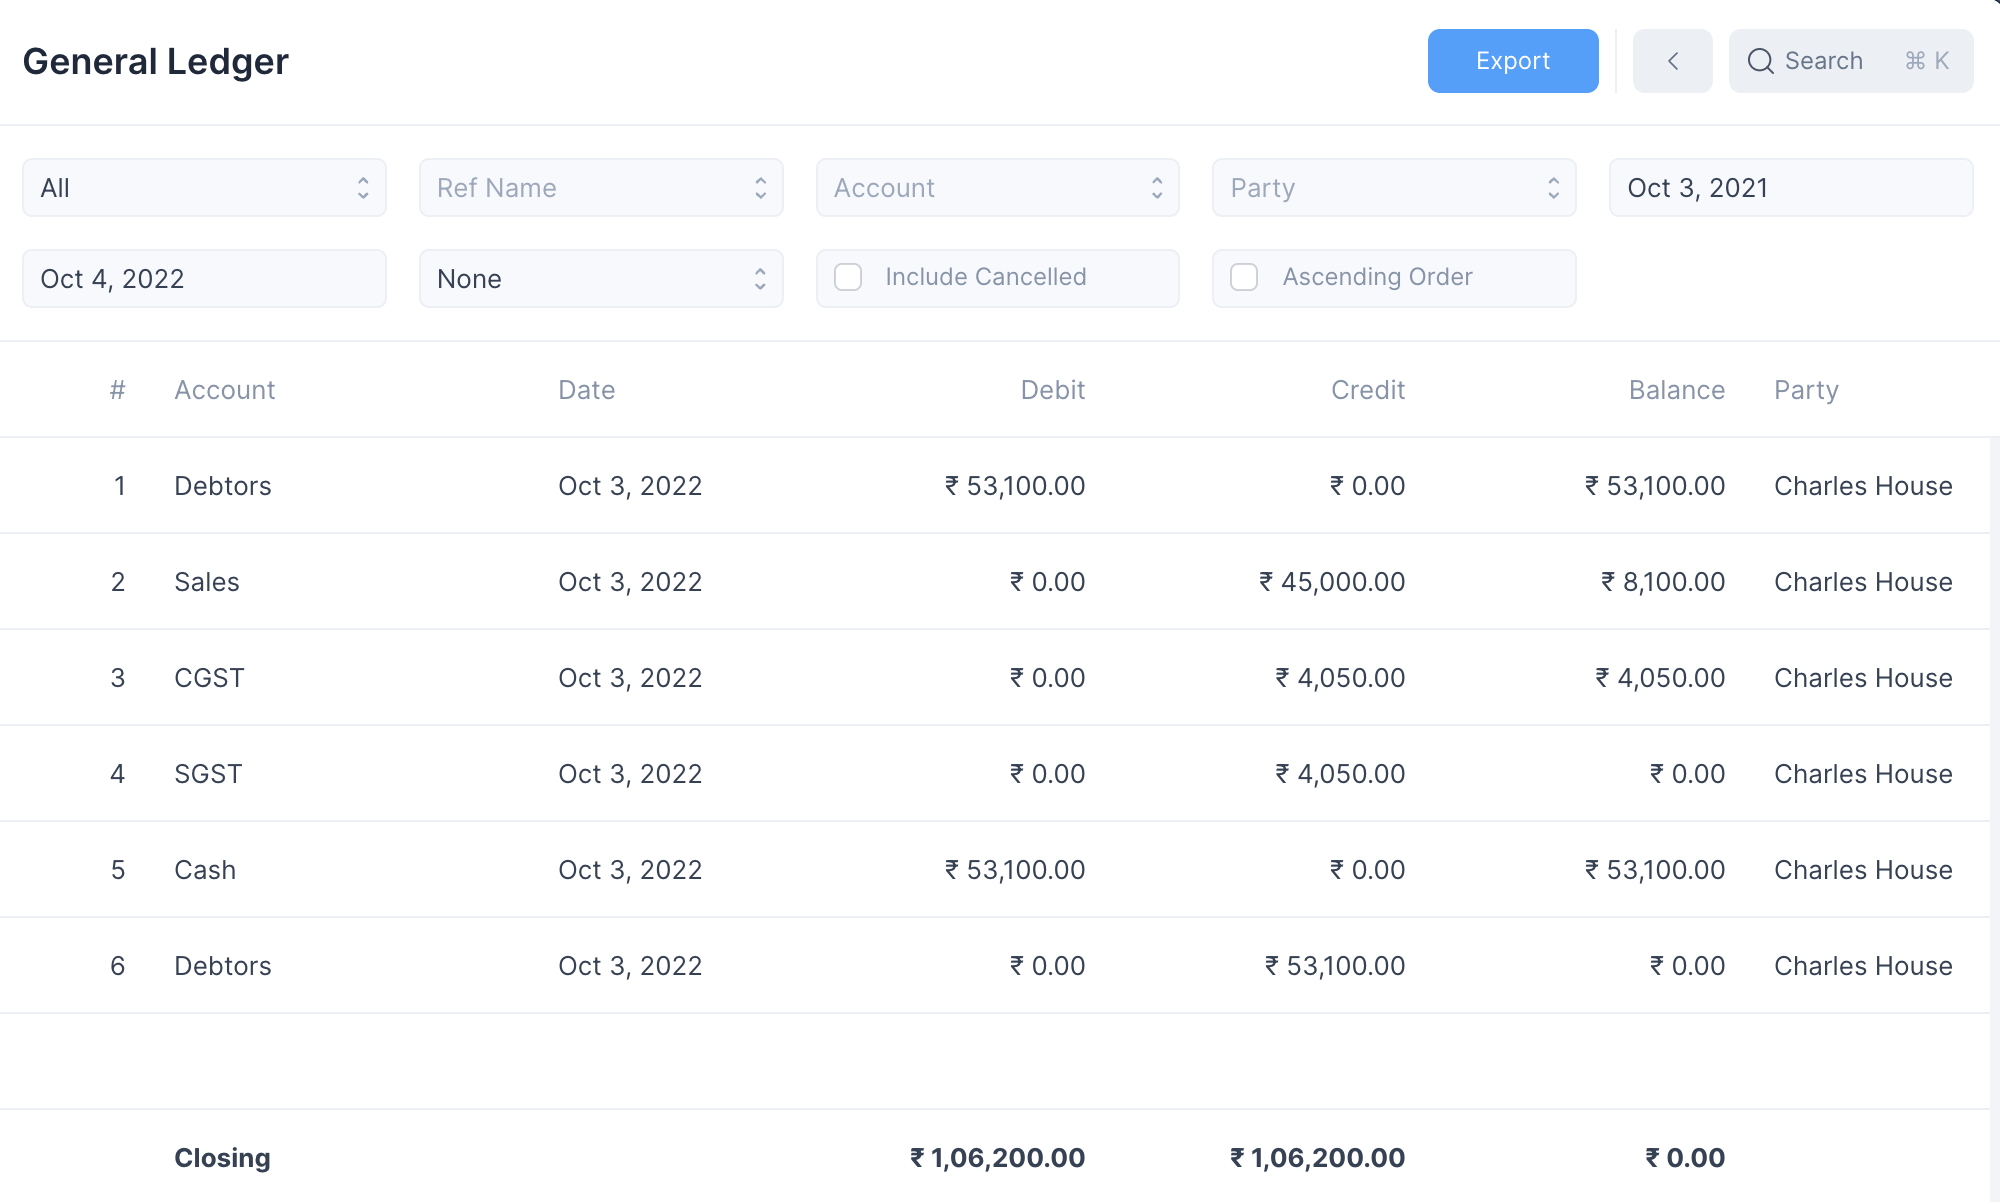 General Ledger Export Search ⌘ K
All Ref Name Account Party Oct 3, 2021
Oct 4, 2022 None Include Cancelled Ascending Order
# Account Date Debit Credit Balance Party
1 Debtors Oct 3, 2022 ₹ 53,100.00 ₹ 0.00 ₹ 53,100.00 Charles House
2 Sales Oct 3, 2022 ₹ 0.00 ₹ 45,000.00 ₹ 8,100.00 Charles House
3 CGST Oct 3, 2022 ₹ 0.00 ₹ 4,050.00 ₹ 4,050.00 Charles House
4 SGST Oct 3, 2022 ₹ 0.00 ₹ 4,050.00 ₹ 0.00 Charles House
5 Cash Oct 3, 2022 ₹ 53,100.00 ₹ 0.00 ₹ 53,100.00 Charles House
6 Debtors Oct 3, 2022 ₹ 0.00 ₹ 53,100.00 ₹ 0.00 Charles House
Closing ₹ 1,06,200.00 ₹ 1,06,200.00 ₹ 0.00